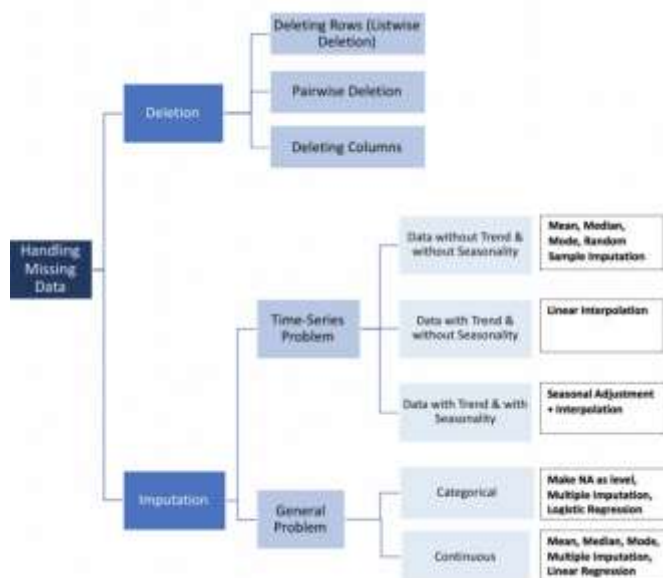 Deleting Rows (Listwise
Deletion)
Deletion
Pairwise Deletion
Deleting Columns
Handling
Missing
Data
Data without Trend &
without Seasonality
Mean, Median,
Mode, Random
Sample Imputation
Time-Series
Problem
Data with Trend &
without Seasonality
Linear Interpolation
Data with Trend & with
Seasonality
Seasonal Adjustment
+ Interpolation
Imputation
General
Problem
Categorical
Make NA as level,
Multiple Imputation,
Logistic Regression
Continuous
Mean, Median, Mode,
Multiple Imputation,
Linear Regression